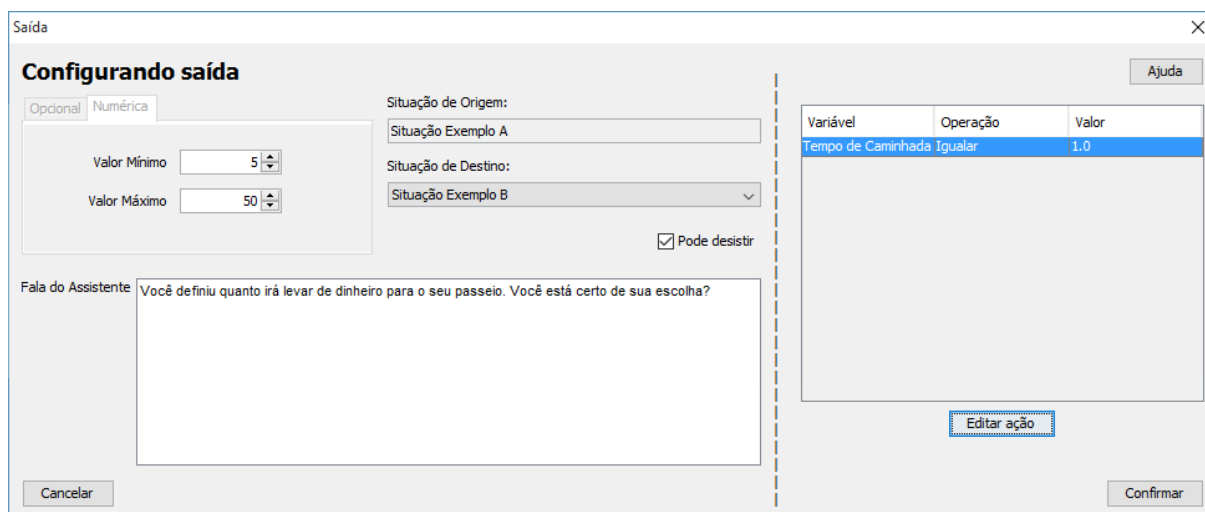 Saída
Configurando saída
Opcional Numérica
Valor Mínimo 5
Valor Máximo 50
Situação de Origem:
Situação Exemplo A
Situação de Destino:
Situação Exemplo B
Pode desistir
Fala do Assistente
Você definiu quanto irá levar de dinheiro para o seu passeio. Você está certo de sua escolha?
Cancelar
Ajuda
Variável Operação Valor
Tempo de Caminhada Igualar 1.0
Editar ação
Confirmar